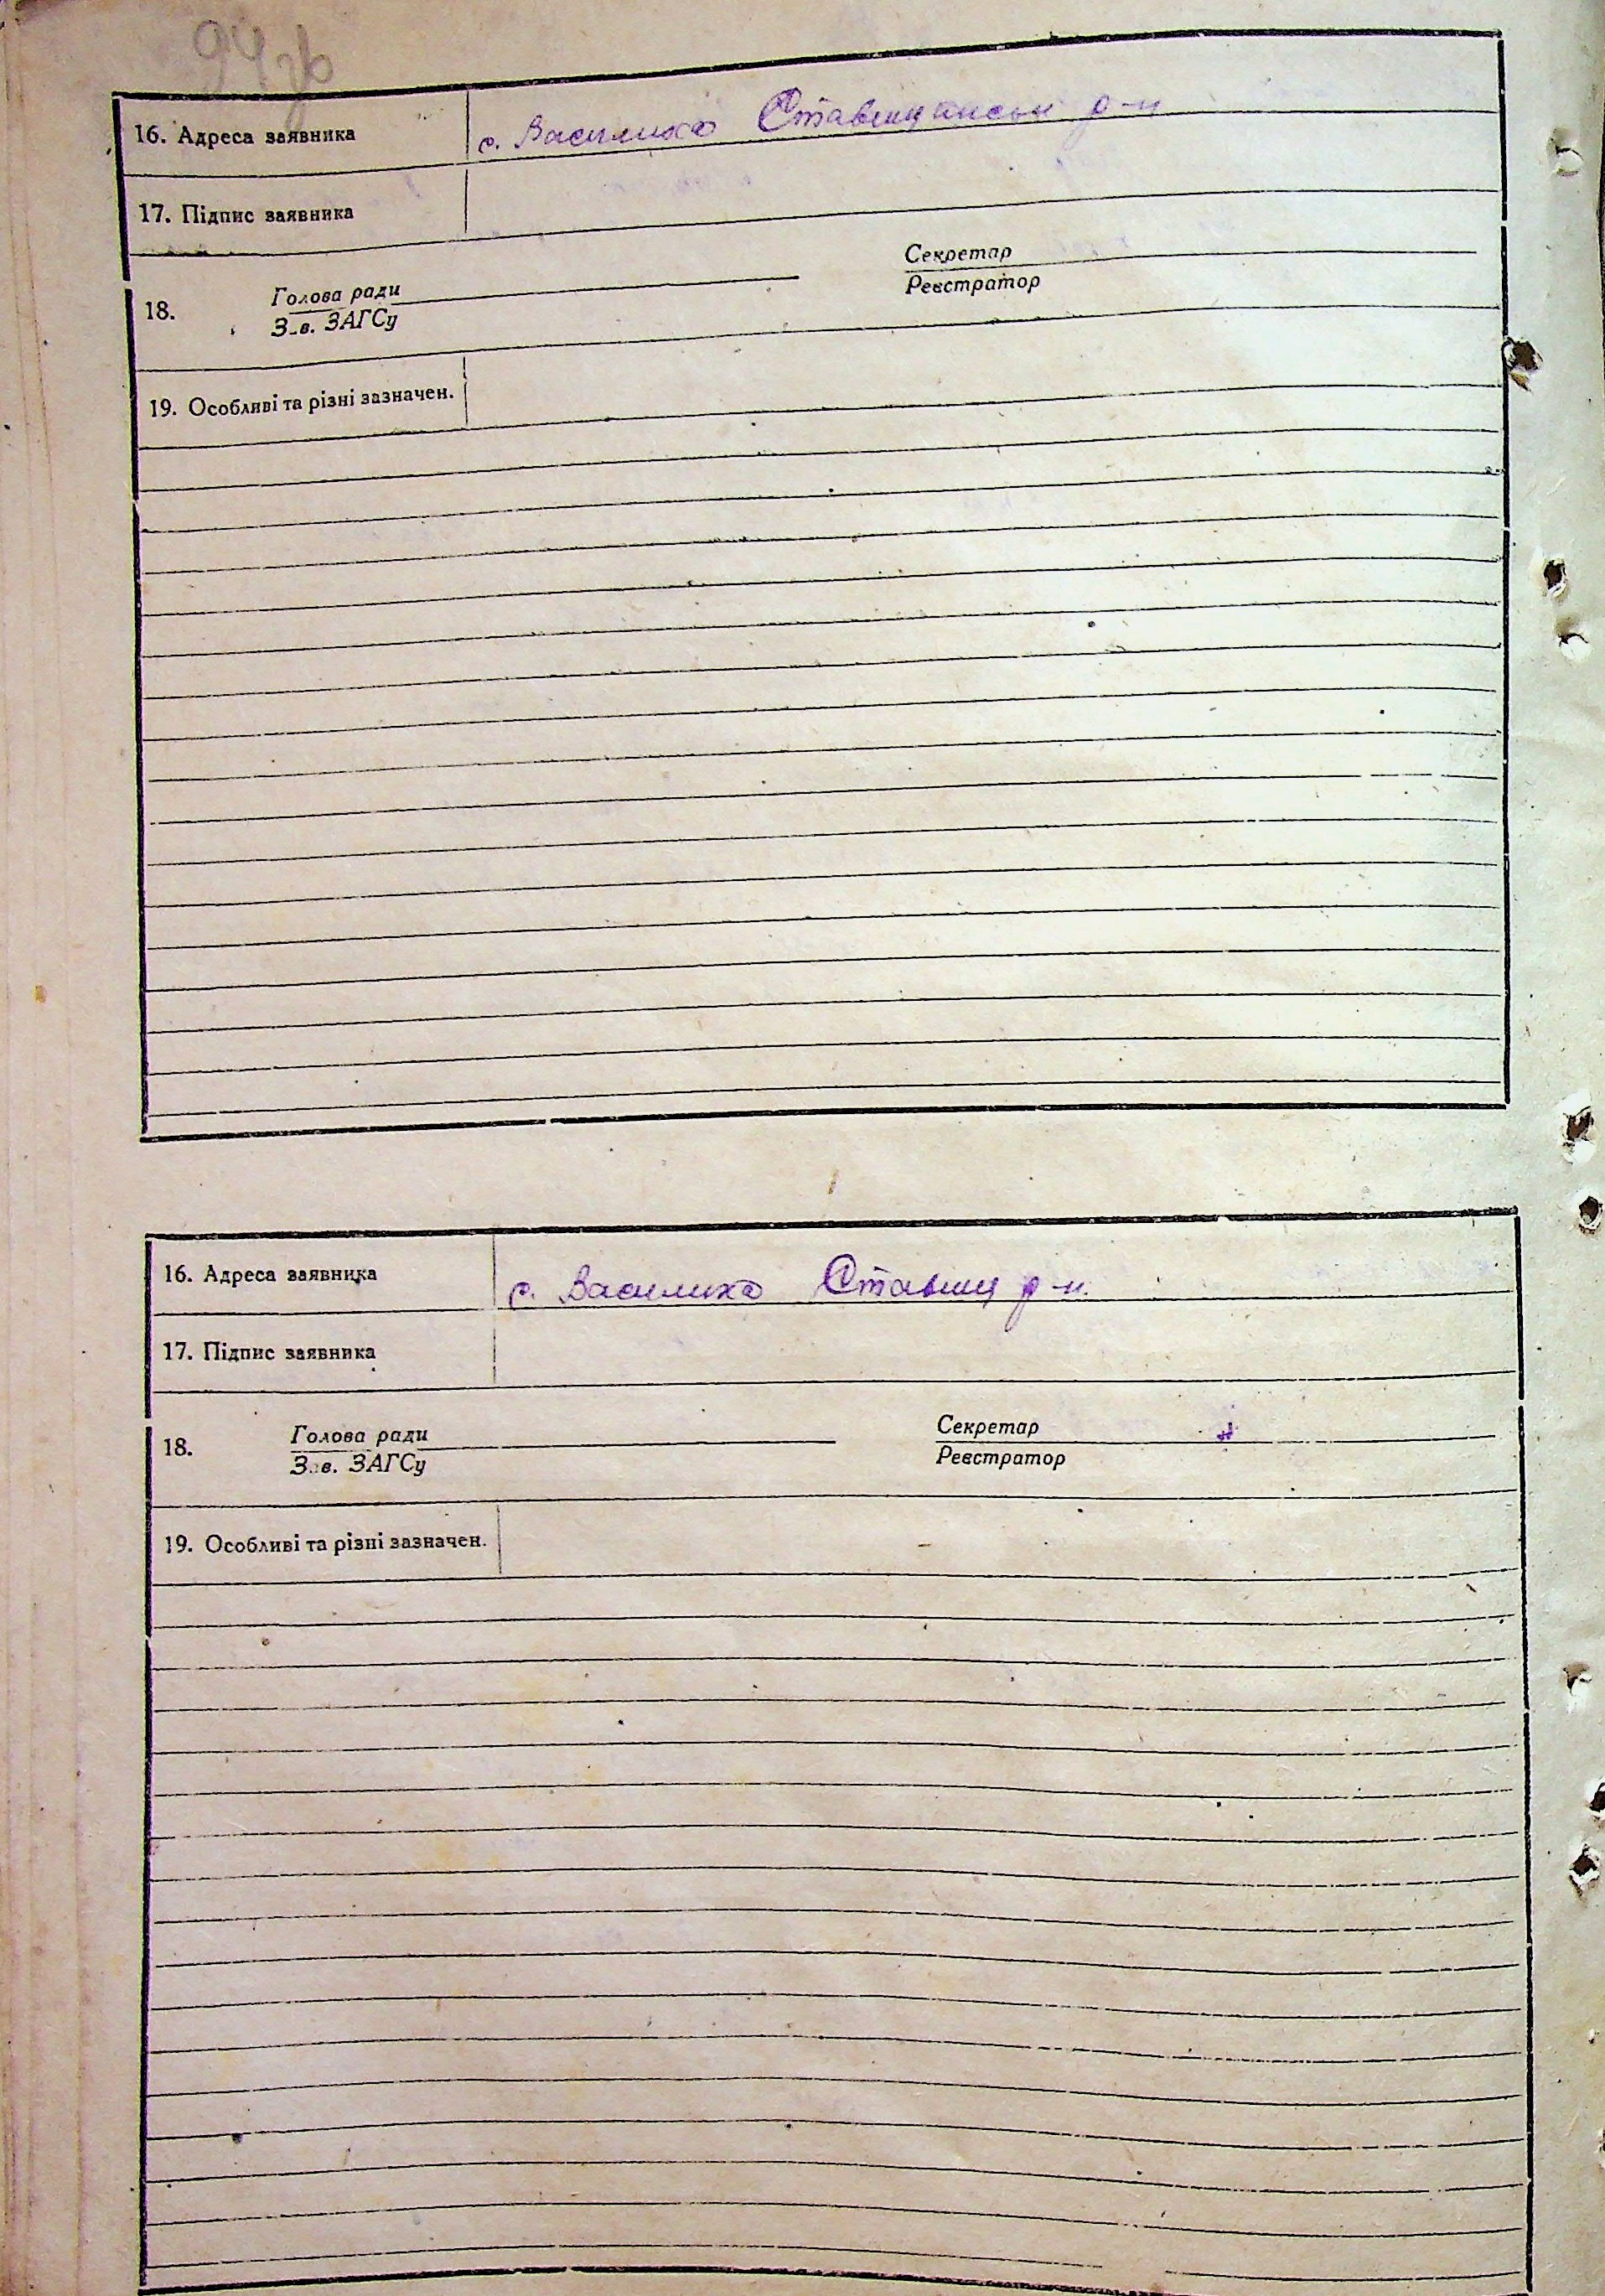 94зв
16. Адреса заявника с. Василиха Ставищанськ р-н
17. Підпис заявника
Секретар
Реєстратор
18. Голова ради
Зав. ЗАГСу
19. Особливі та різні зазначен.
16. Адреса заявника с. Василиха Ставищ р-н.
17. Підпис заявника
18. Голова ради Секретар
Зав. ЗАГСу Реєстратор
19. Особливі та різні зазначен.